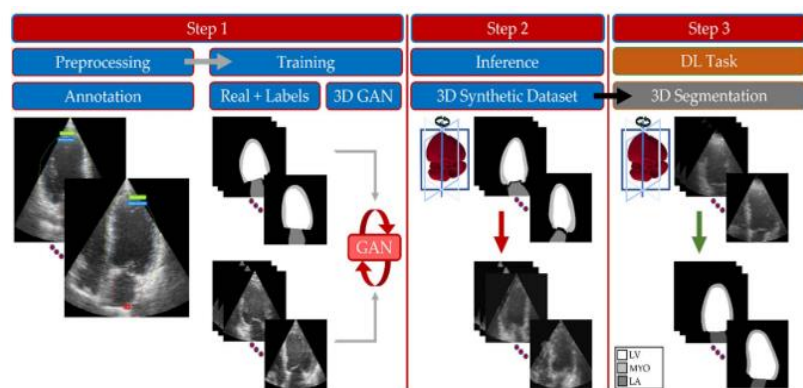 Step 1
Step 2
Step 3
Preprocessing
Training
Inference
DL Task
Annotation
Real + Labels
3D GAN
3D Synthetic Dataset
3D Segmentation
GAN
LV
MYO
LA